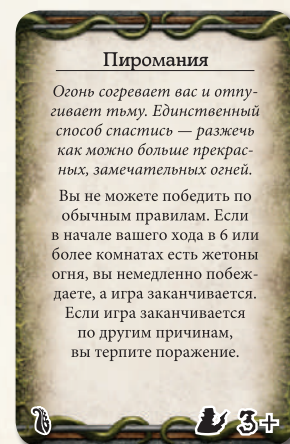 Пиромания
Огонь согревает вас и отпу-
гивает тьму. Единственный
способ спастись — разжечь
как можно больше прекрас-
ных, замечательных огней.
Вы не можете победить по
обычным правилам. Если
в начале вашего хода в 6 или
более комнатах есть жетоны
огня, вы немедленно побеж-
даете, а игра заканчивается.
Если игра заканчивается
по другим причинам,
вы терпите поражение.
3+